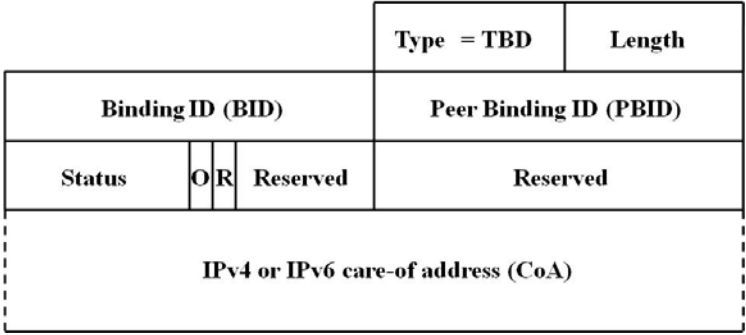 Type = TBD Length
Binding ID (BID) Peer Binding ID (PBID)
Status O R Reserved Reserved
IPv4 or IPv6 care-of address (CoA)